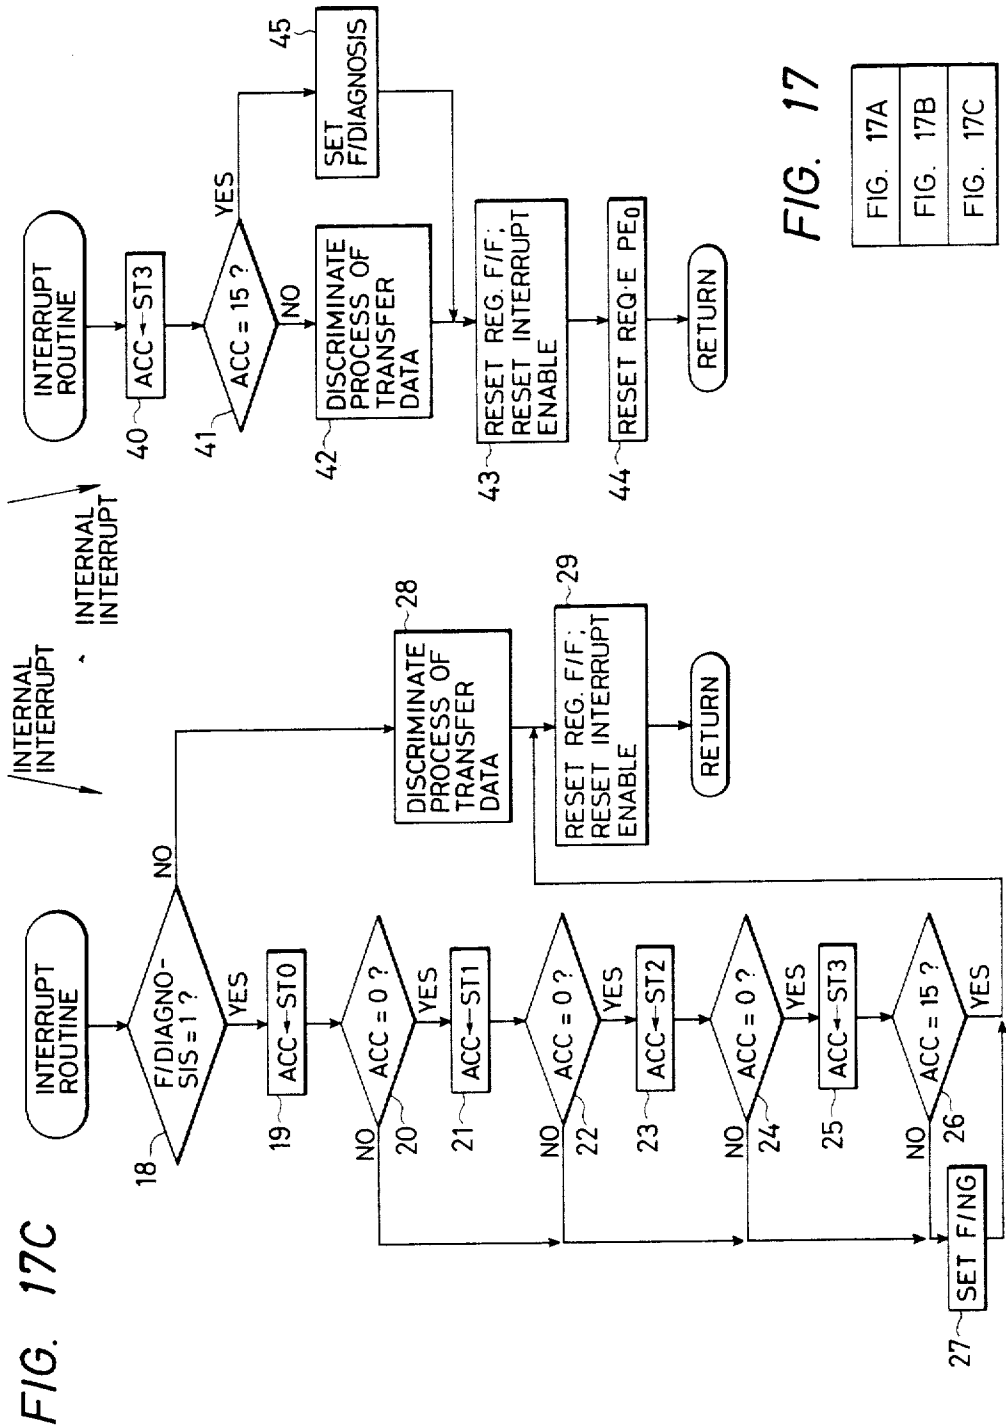 FIG. 17C
INTERNAL
INTERRUPT
INTERNAL
INTERRUPT
INTERRUPT
ROUTINE
18
F/DIAGNO-
SIS = 1 ?
NO
YES
19
ACC ← ST0
20
ACC = 0 ?
NO
YES
21
ACC ← ST1
22
ACC = 0 ?
NO
YES
23
ACC ← ST2
24
ACC = 0 ?
NO
YES
25
ACC ← ST3
26
ACC = 15 ?
NO
YES
27
SET F/NG
28
DISCRIMINATE
PROCESS OF
TRANSFER
DATA
29
RESET REG. F/F;
RESET INTERRUPT
ENABLE
RETURN
INTERRUPT
ROUTINE
40
ACC ← ST3
41
ACC = 15 ?
YES
NO
42
DISCRIMINATE
PROCESS OF
TRANSFER
DATA
45
SET
F/DIAGNOSIS
43
RESET REG. F/F;
RESET INTERRUPT
ENABLE
44
RESET REQ·E PE₀
RETURN
FIG. 17
FIG. 17A
FIG. 17B
FIG. 17C